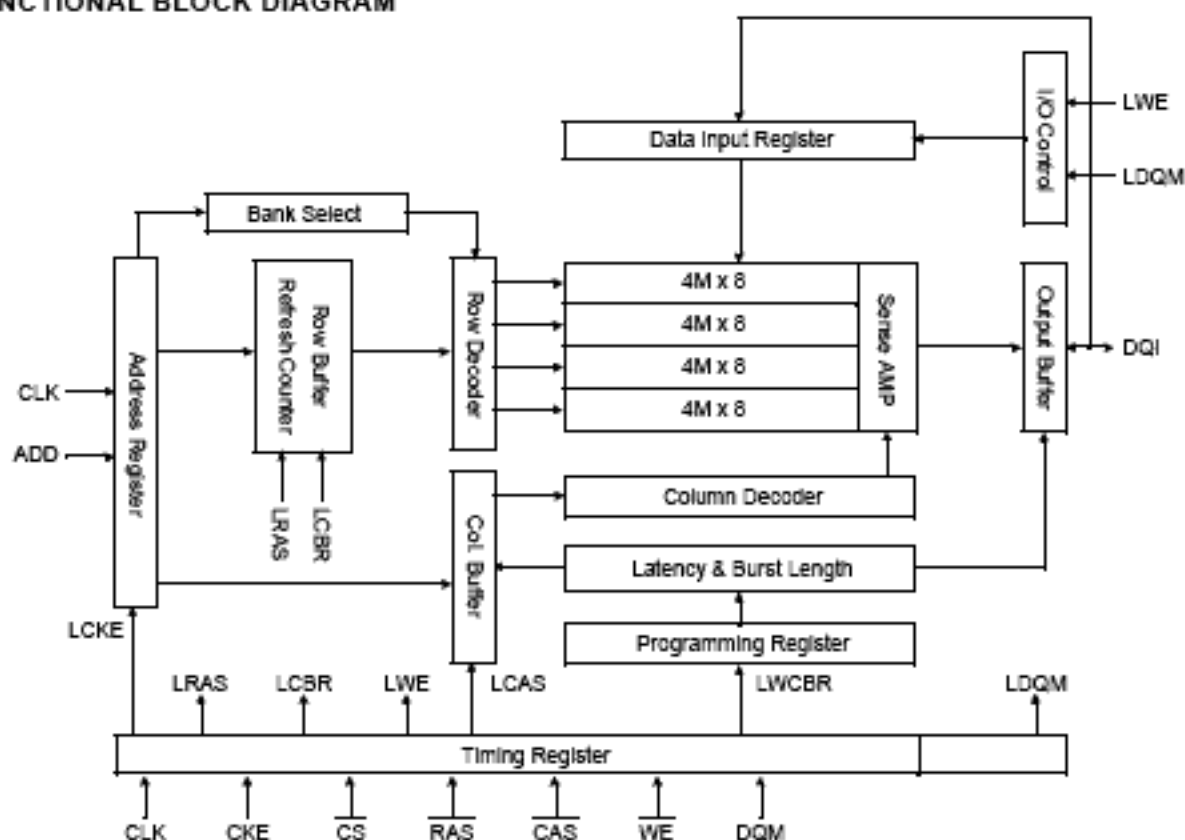 NCTIONAL BLOCK DIAGRAM
I/O Control
LWE
LDQM
Data Input Register
Bank Select
Address Register
CLK
ADD
Row Buffer
Refresh Counter
LRAS
LCBR
Row Decoder
4M x 8
4M x 8
4M x 8
4M x 8
Sense AMP
Output Buffer
DQI
Col. Buffer
Column Decoder
Latency & Burst Length
Programming Register
LCKE
LRAS
LCBR
LWE
LCAS
LWCBR
LDQM
Timing Register
CLK
CKE
CS
RAS
CAS
WE
DQM